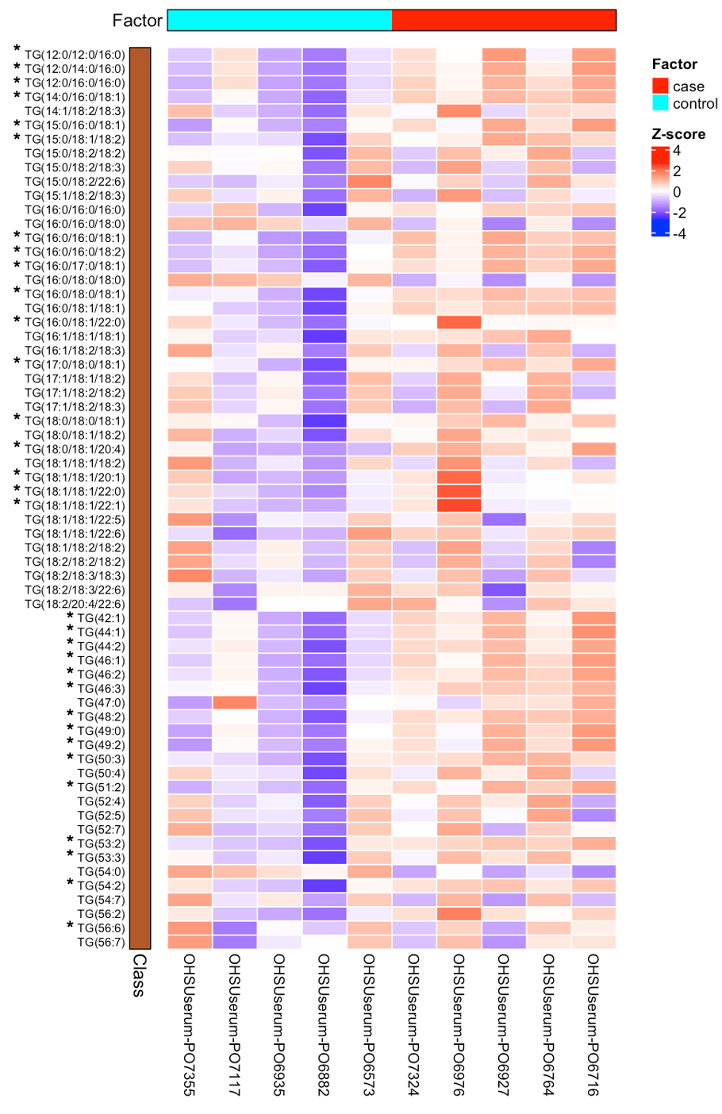 Factor
* TG(12:0/12:0/16:0)
* TG(12:0/14:0/16:0)
* TG(12:0/16:0/16:0)
* TG(14:0/16:0/18:1)
TG(14:1/18:2/18:3)
* TG(15:0/16:0/18:1)
* TG(15:0/18:1/18:2)
TG(15:0/18:2/18:2)
TG(15:0/18:2/18:3)
TG(15:0/18:2/22:6)
TG(15:1/18:2/18:3)
TG(16:0/16:0/16:0)
TG(16:0/16:0/18:0)
* TG(16:0/16:0/18:1)
* TG(16:0/16:0/18:2)
* TG(16:0/17:0/18:1)
TG(16:0/18:0/18:0)
* TG(16:0/18:0/18:1)
TG(16:0/18:1/18:1)
* TG(16:0/18:1/22:0)
TG(16:1/18:1/18:1)
TG(16:1/18:2/18:3)
* TG(17:0/18:0/18:1)
TG(17:1/18:1/18:2)
TG(17:1/18:2/18:2)
TG(17:1/18:2/18:3)
* TG(18:0/18:0/18:1)
TG(18:0/18:1/18:2)
* TG(18:0/18:1/20:4)
TG(18:1/18:1/18:2)
* TG(18:1/18:1/20:1)
* TG(18:1/18:1/22:0)
* TG(18:1/18:1/22:1)
TG(18:1/18:1/22:5)
TG(18:1/18:1/22:6)
TG(18:1/18:2/18:2)
TG(18:2/18:2/18:2)
TG(18:2/18:3/18:3)
TG(18:2/18:3/22:6)
TG(18:2/20:4/22:6)
* TG(42:1)
* TG(44:1)
* TG(44:2)
* TG(46:1)
* TG(46:2)
* TG(46:3)
TG(47:0)
* TG(48:2)
* TG(49:0)
* TG(49:2)
* TG(50:3)
TG(50:4)
* TG(51:2)
TG(52:4)
TG(52:5)
TG(52:7)
* TG(53:2)
* TG(53:3)
TG(54:0)
* TG(54:2)
TG(54:7)
TG(56:2)
* TG(56:6)
TG(56:7)
Class
OHSUserum-PO7355
OHSUserum-PO7117
OHSUserum-PO6935
OHSUserum-PO6882
OHSUserum-PO6573
OHSUserum-PO7324
OHSUserum-PO6976
OHSUserum-PO6927
OHSUserum-PO6764
OHSUserum-PO6716
Factor
case
control
Z-score
4
2
0
-2
-4